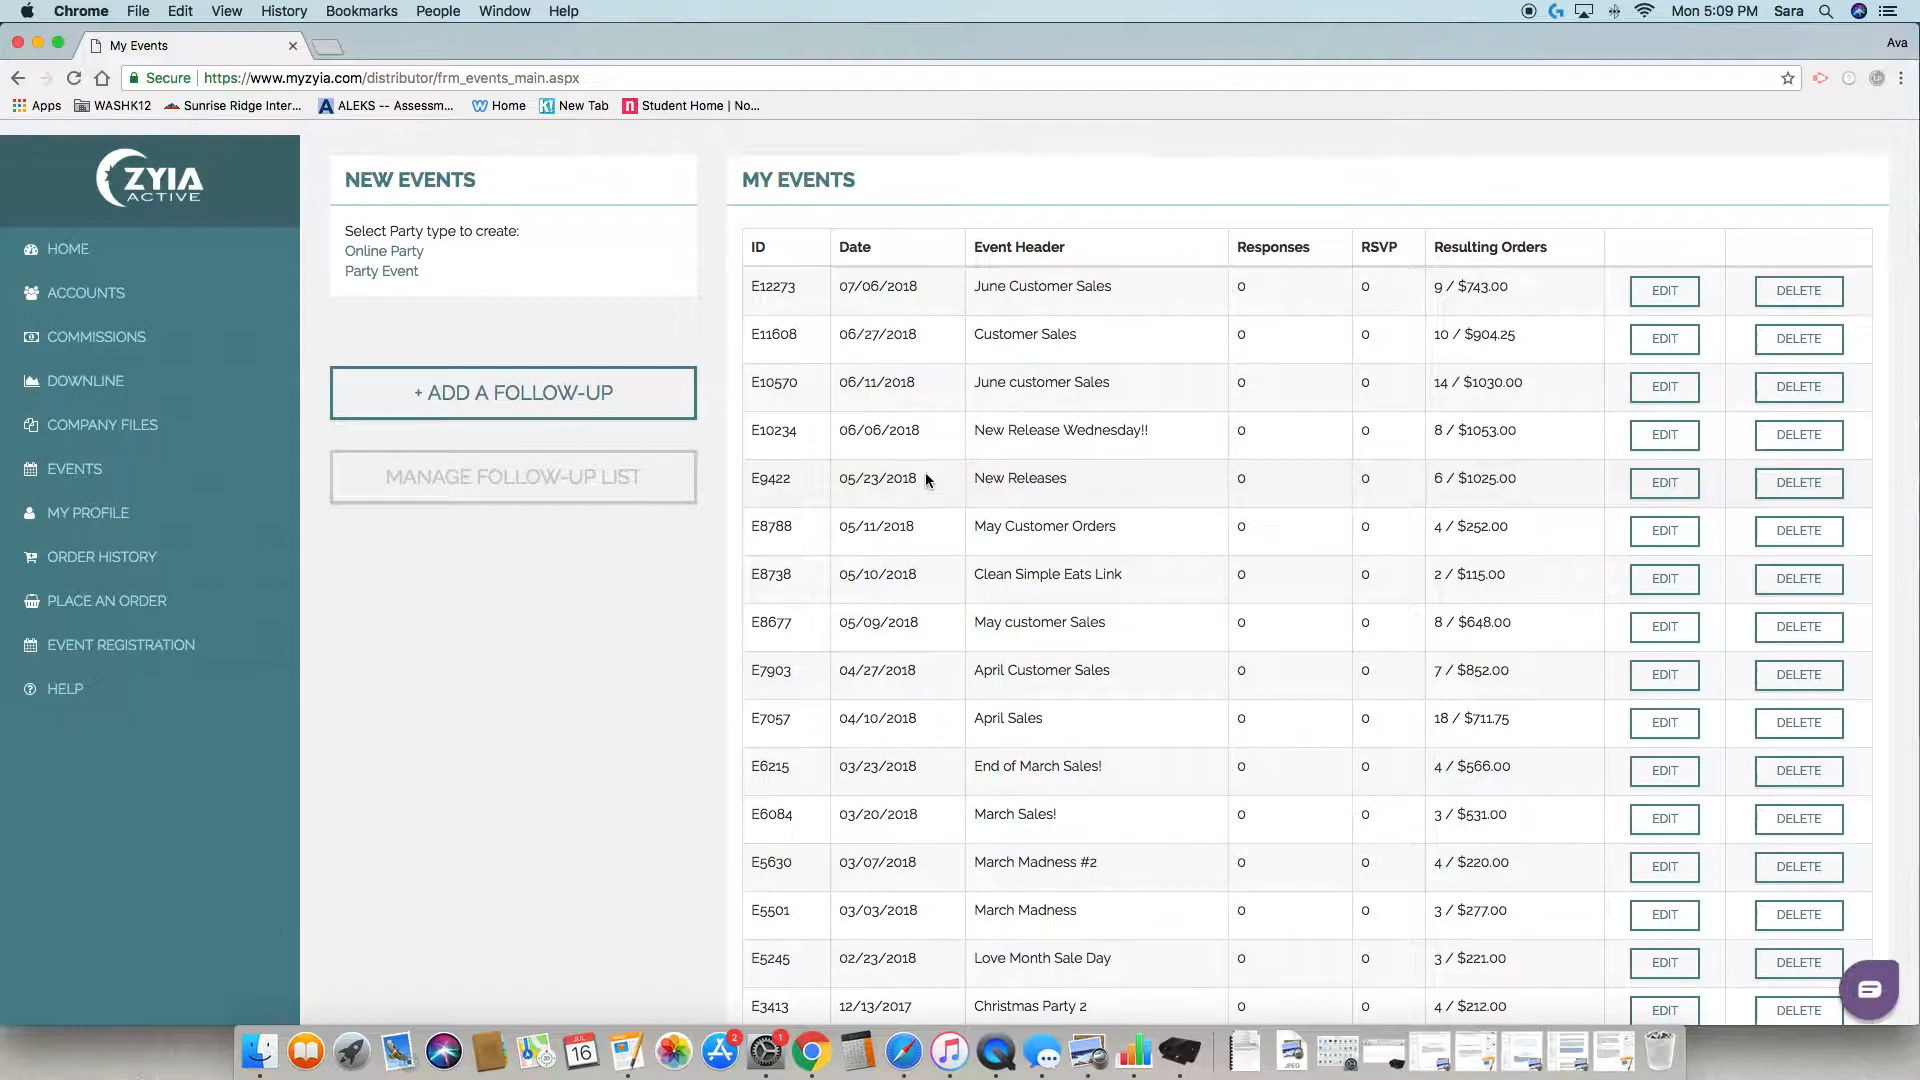 Chrome File Edit View History Bookmarks People Window Help Mon 5:09 PM Sara
My Events Ava
Secure https://www.myzyia.com/distributor/frm_events_main.aspx
Apps WASHK12 Sunrise Ridge Inter... ALEKS -- Assessm... Home New Tab Student Home | No...
ZYIA
ACTIVE
HOME
ACCOUNTS
COMMISSIONS
DOWNLINE
COMPANY FILES
EVENTS
MY PROFILE
ORDER HISTORY
PLACE AN ORDER
EVENT REGISTRATION
HELP
NEW EVENTS
Select Party type to create:
Online Party
Party Event
+ ADD A FOLLOW-UP
MANAGE FOLLOW-UP LIST
MY EVENTS
ID Date Event Header Responses RSVP Resulting Orders
E12273 07/06/2018 June Customer Sales 0 0 9 / $743.00 EDIT DELETE
E11608 06/27/2018 Customer Sales 0 0 10 / $904.25 EDIT DELETE
E10570 06/11/2018 June customer Sales 0 0 14 / $1030.00 EDIT DELETE
E10234 06/06/2018 New Release Wednesday!! 0 0 8 / $1053.00 EDIT DELETE
E9422 05/23/2018 New Releases 0 0 6 / $1025.00 EDIT DELETE
E8788 05/11/2018 May Customer Orders 0 0 4 / $252.00 EDIT DELETE
E8738 05/10/2018 Clean Simple Eats Link 0 0 2 / $115.00 EDIT DELETE
E8677 05/09/2018 May customer Sales 0 0 8 / $648.00 EDIT DELETE
E7903 04/27/2018 April Customer Sales 0 0 7 / $852.00 EDIT DELETE
E7057 04/10/2018 April Sales 0 0 18 / $711.75 EDIT DELETE
E6215 03/23/2018 End of March Sales! 0 0 4 / $566.00 EDIT DELETE
E6084 03/20/2018 March Sales! 0 0 3 / $531.00 EDIT DELETE
E5630 03/07/2018 March Madness #2 0 0 4 / $220.00 EDIT DELETE
E5501 03/03/2018 March Madness 0 0 3 / $277.00 EDIT DELETE
E5245 02/23/2018 Love Month Sale Day 0 0 3 / $221.00 EDIT DELETE
E3413 12/13/2017 Christmas Party 2 0 0 4 / $212.00 EDIT DELETE
JUL
16
2
1
JPEG